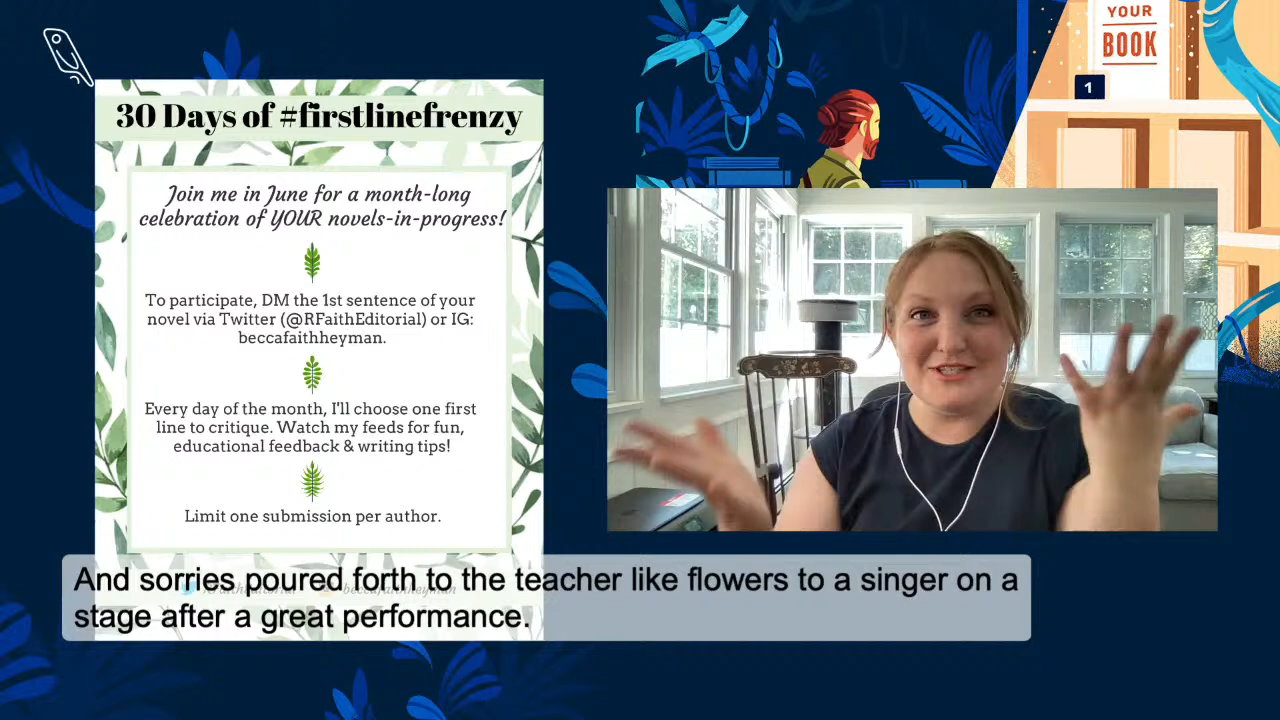 YOUR
BOOK
1
30 Days of #firstlinefrenzy
Join me in June for a month-long
celebration of YOUR novels-in-progress!
To participate, DM the 1st sentence of your
novel via Twitter (@RFaithEditorial) or IG:
beccafaithheyman.
Every day of the month, I'll choose one first
line to critique. Watch my feeds for fun,
educational feedback & writing tips!
Limit one submission per author.
And sorries poured forth to the teacher like flowers to a singer on a
stage after a great performance.